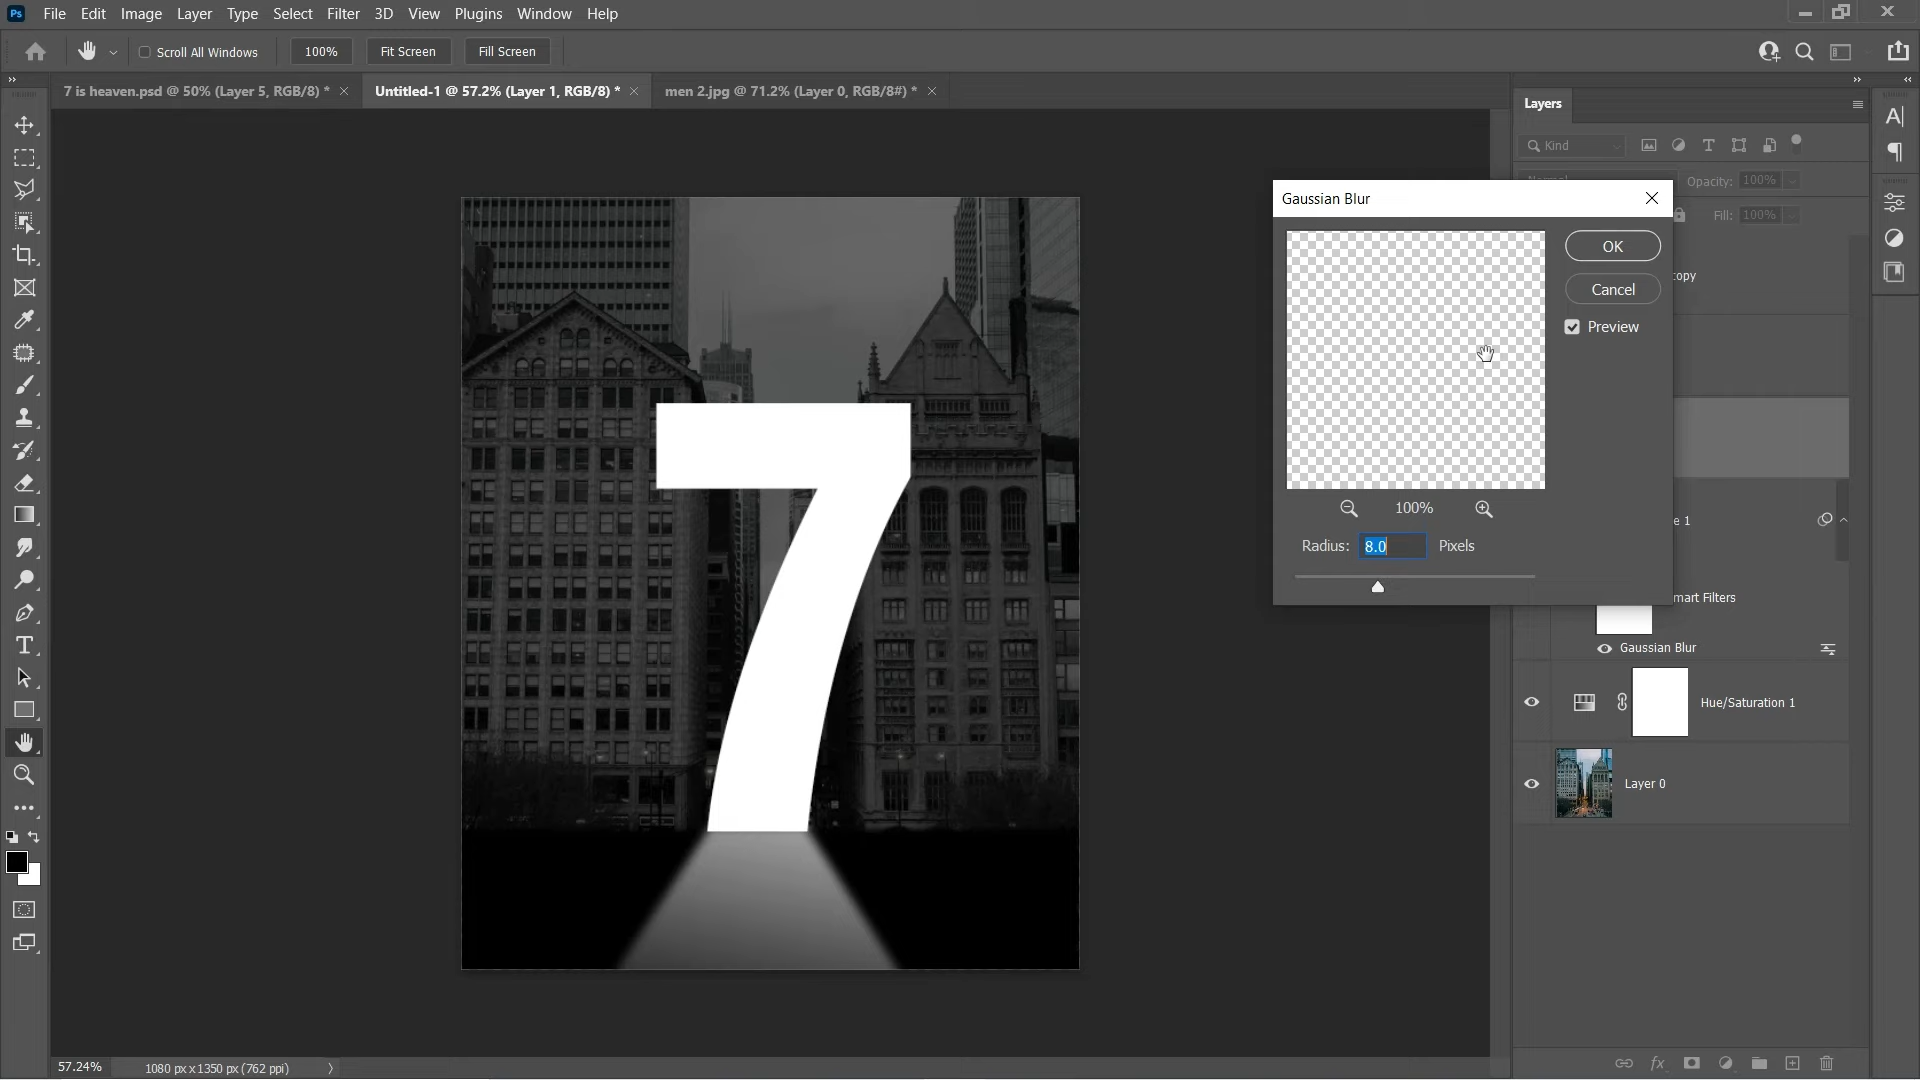 Ps File Edit Image Layer Type Select Filter 3D View Plugins Window Help
Scroll All Windows 100% Fit Screen Fill Screen
7 is heaven.psd @ 50% (Layer 5, RGB/8) *
Untitled-1 @ 57.2% (Layer 1, RGB/8) *
men 2.jpg @ 71.2% (Layer 0, RGB/8#) *
Layers
Kind
Opacity: 100%
Fill: 100%
Gaussian Blur
OK
Cancel
Preview
100%
Radius: 8.0 Pixels
7
copy
e 1
mart Filters
Gaussian Blur
Hue/Saturation 1
Layer 0
57.24% 1080 px x 1350 px (762 ppi)
fx